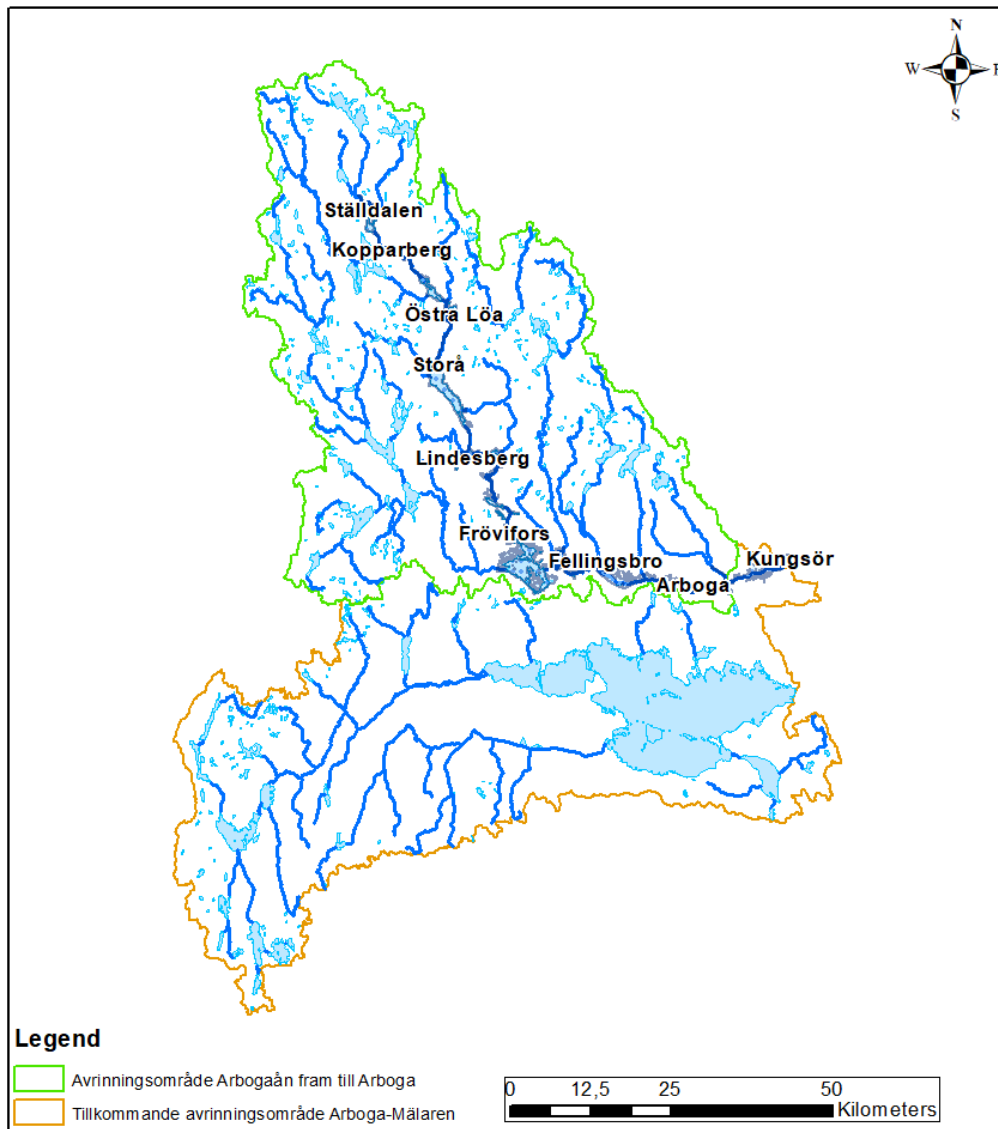 N
W
E
S
Ställdalen
Kopparberg
Östra Löa
Storå
Lindesberg
Frövifors
Fellingsbro
Kungsör
Arboga
Legend
Avrinningsområde Arbogaån fram till Arboga
Tillkommande avrinningsområde Arboga-Mälaren
0 12,5 25 50
Kilometers